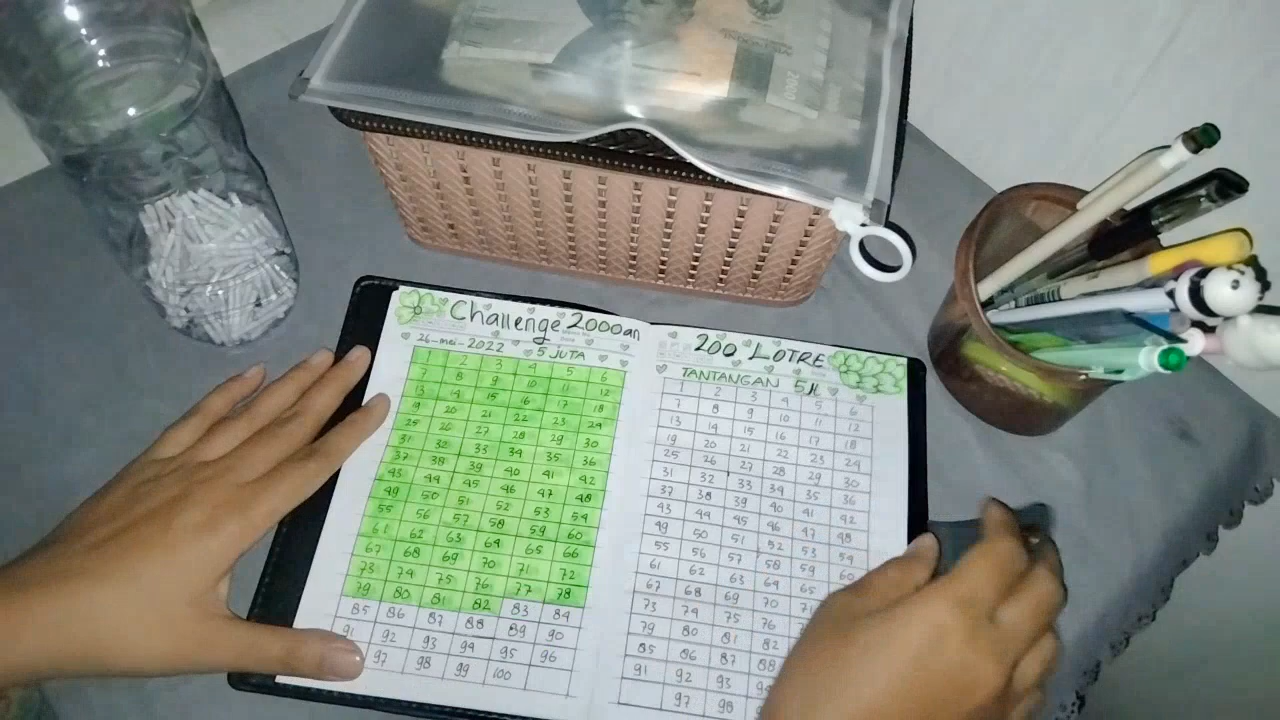 Challenge 2000an
26-mei-2022 5 JUTA
1 2 3 4 5 6
7 8 9 10 11 12
13 14 15 16 17 18
9 20 21 22 23 24
25 26 27 28 29 30
31 32 33 34 35 36
37 38 39 40 41 42
43 44 45 46 47 48
49 50 51 52 53 54
55 56 57 58 59 60
61 62 63 64 65 66
67 68 69 70 71 72
73 74 75 76 77 78
79 80 81 82 83 84
85 86 87 88 89 90
91 92 93 94 95 96
97 98 99 100
200 LOTRE
TANTANGAN 5Jt
1 2 3 4 5 6
7 8 9 10 11 12
13 14 15 16 17 18
19 20 21 22 23 24
25 26 27 28 29 30
31 32 33 34 35 36
37 38 39 40 41 42
43 44 45 46 47 48
49 50 51 52 53 54
55 56 57 58 59 60
61 62 63 64 65
67 68 69 70 71
73 74 75 76
79 80 81 82
85 86 87 88
91 92 93
97 98
2000